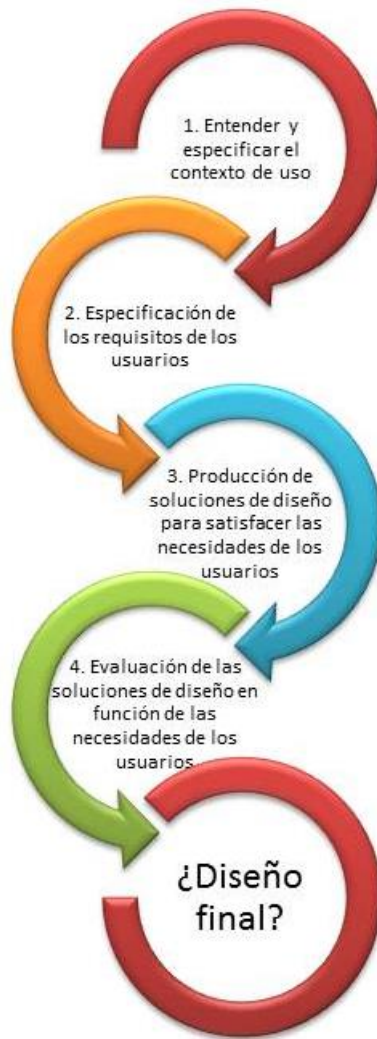 1. Entender y
especificar el
contexto de uso
2. Especificación de
los requisitos de los
usuarios
3. Producción de
soluciones de diseño
para satisfacer las
necesidades de los
usuarios
4. Evaluación de las
soluciones de diseño en
función de las
necesidades de los
usuarios
¿Diseño
final?